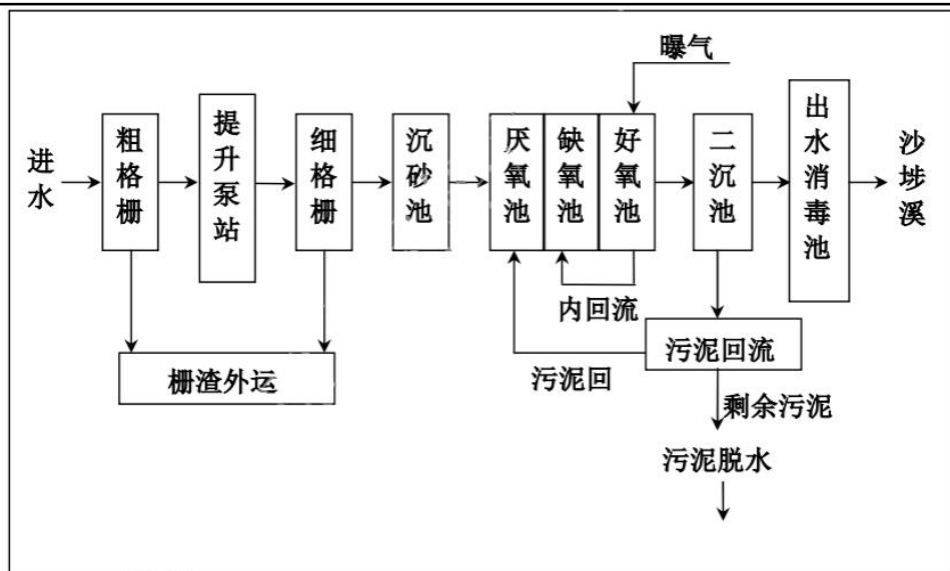 曝气
进水
粗格栅
提升泵站
细格栅
沉砂池
厌氧池
缺氧池
好氧池
二沉池
出水消毒池
沙埗溪
内回流
污泥回流
污泥回
栅渣外运
剩余污泥
污泥脱水